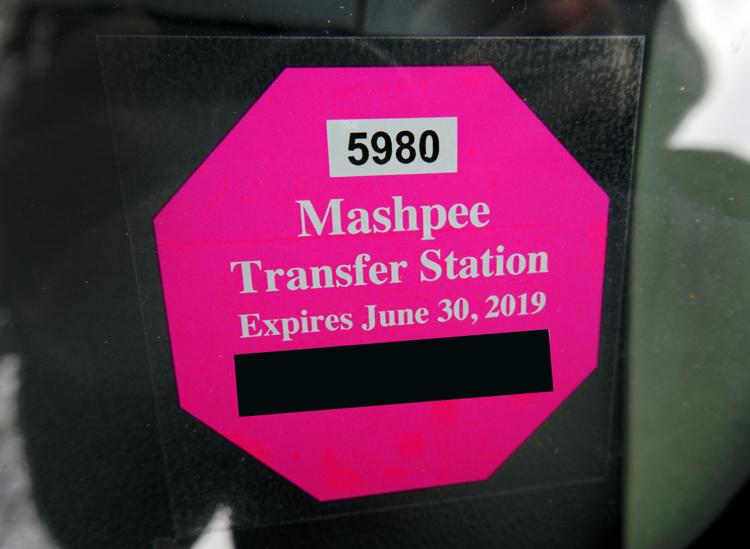 5980
Mashpee
Transfer Station
Expires June 30, 2019